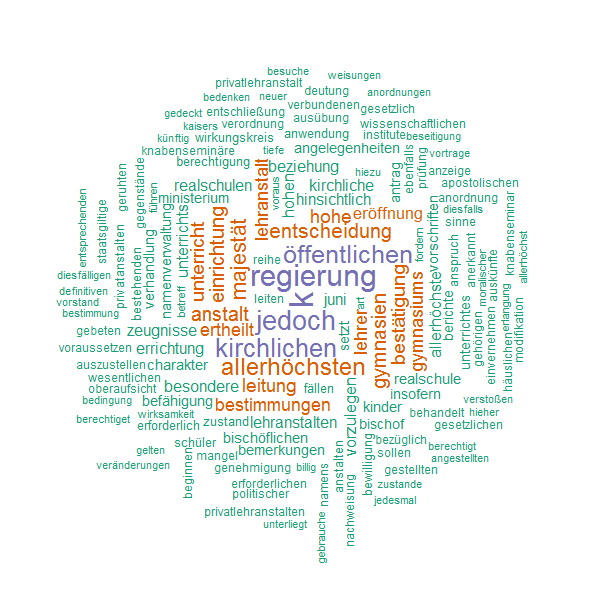 besuche
weisungen
privatlehranstalt
deutung
anordnungen
bedenken
neuer
verbundenen
gesetzlich
gedeckt
entschließung
ausübung
kaisers
verordnung
wissenschaftlichen
künftig
wirkungskreis
anwendung
institute
beseitigung
knabenseminäre
tiefe
angelegenheiten
ebenfalls
prüfung
vortrage
berechtigung
lehranstalt
beziehung
hiezu
antrag
anzeige
geruhten
gegenstände
führen
realschulen
voraus
hohen
kirchliche
apostolischen
entsprechenden
staatsgiltige
ministerium
hinsichtlich
anordnung
knabenseminar
privatanstalten
bestehenden
verhandlung
namenverwaltung
unterrichts
unterricht
einrichtung
majestät
hohe
eröffnung
vorschriften
diesfalls
sinne
entscheidung
fordern
anspruch
anerkannt
auskünfte
allerhöchst
öffentlichen
reihe
diesfälligen
betreff
regierung
bestätigung
gymnasiums
allerhöchste
berichte
unterrichtes
gehörigen
moralischer
einvernehmen
definitiven
leiten
k
juni
art
gymnasien
vorstand
bestimmung
anstalt
jedoch
setzt
lehrer
häuslichen
erlangung
modifikation
gebeten
zeugnisse
ertheilt
voraussetzen
errichtung
kirchlichen
auszustellen
charakter
allerhöchsten
realschule
wesentlichen
oberaufsicht
besondere
leitung
fällen
vorzulegen
insofern
verstoßen
bedingung
befähigung
bestimmungen
kinder
behandelt
hieher
berechtiget
wirksamkeit
erforderlich
zustand
lehranstalten
bischof
gesetzlichen
gelten
schüler
bischöflichen
bezüglich
berechtigt
beginnen
mangel
bemerkungen
anstalten
bewilligung
sollen
angestellten
veränderungen
genehmigung
billig
namens
gestellten
erforderlichen
zustande
politischer
nachweisung
jedesmal
privatlehranstalten
unterliegt
gebrauche